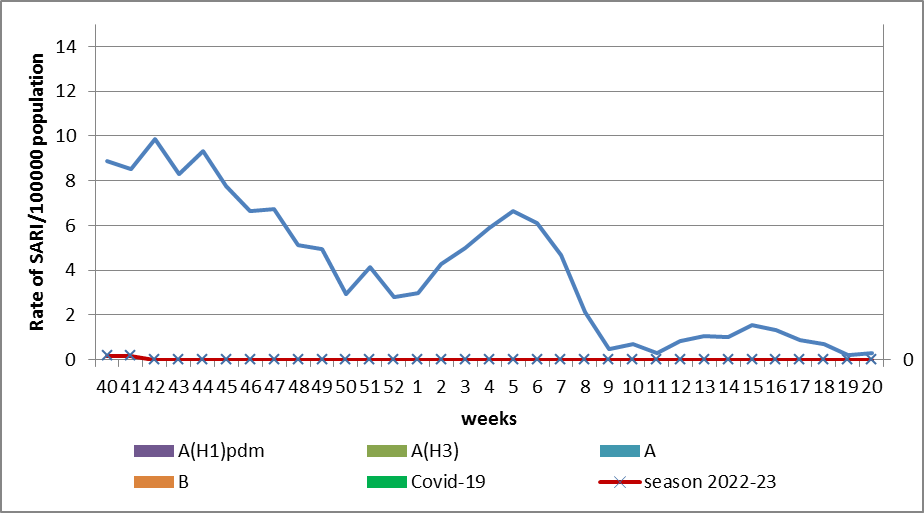 Rate of SARI/100000 population
14
12
10
8
6
4
2
0
0
40 41 42 43 44 45 46 47 48 49 50 51 52 1 2 3 4 5 6 7 8 9 10 11 12 13 14 15 16 17 18 19 20
weeks
A(H1)pdm A(H3) A
B Covid-19 season 2022-23